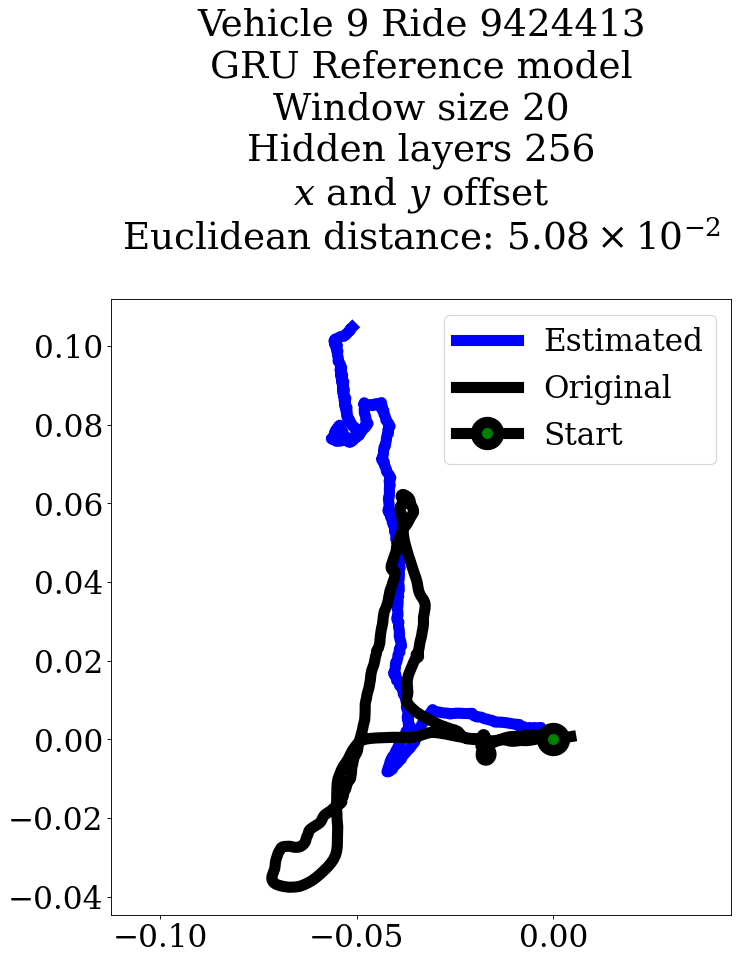 Vehicle 9 Ride 9424413
GRU Reference model
Window size 20
Hidden layers 256
x and y offset
Euclidean distance: 5.08 × 10⁻²
Estimated
Original
Start
0.10
0.08
0.06
0.04
0.02
0.00
−0.02
−0.04
−0.10
−0.05
0.00